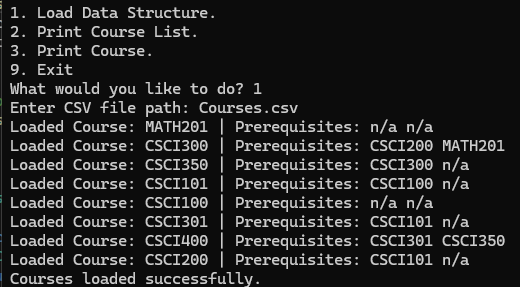 1. Load Data Structure.
2. Print Course List.
3. Print Course.
9. Exit
What would you like to do? 1
Enter CSV file path: Courses.csv
Loaded Course: MATH201 | Prerequisites: n/a n/a
Loaded Course: CSCI300 | Prerequisites: CSCI200 MATH201
Loaded Course: CSCI350 | Prerequisites: CSCI300 n/a
Loaded Course: CSCI101 | Prerequisites: CSCI100 n/a
Loaded Course: CSCI100 | Prerequisites: n/a n/a
Loaded Course: CSCI301 | Prerequisites: CSCI101 n/a
Loaded Course: CSCI400 | Prerequisites: CSCI301 CSCI350
Loaded Course: CSCI200 | Prerequisites: CSCI101 n/a
Courses loaded successfully.